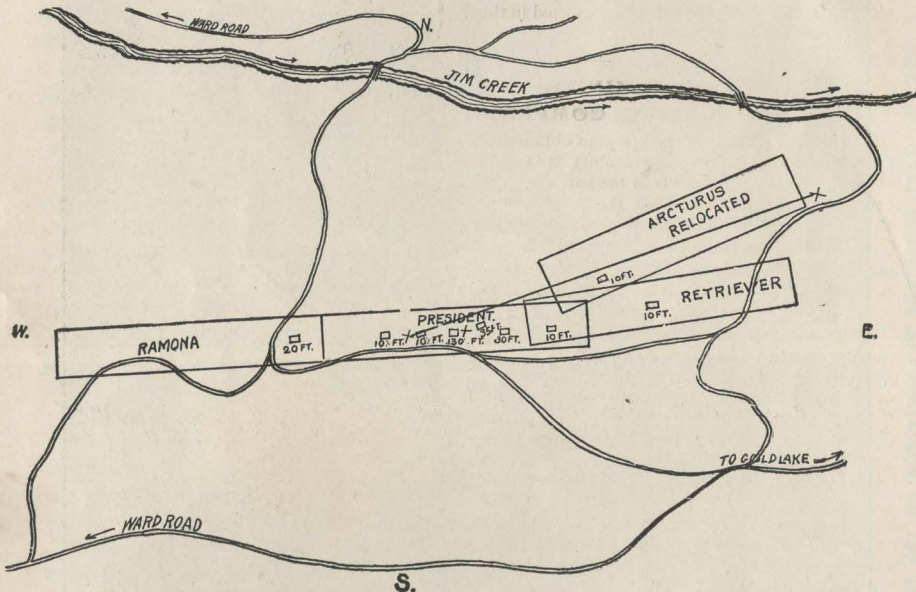 WARD ROAD
N.
JIM CREEK
ARCTURUS
RELOCATED
10 FT.
RETRIEVER
10 FT.
PRESIDENT.
W.
RAMONA
20 FT.
10 FT.
10 FT.
130 FT.
35 FT.
30 FT.
10 FT.
E.
TO GOLD LAKE
WARD ROAD
S.